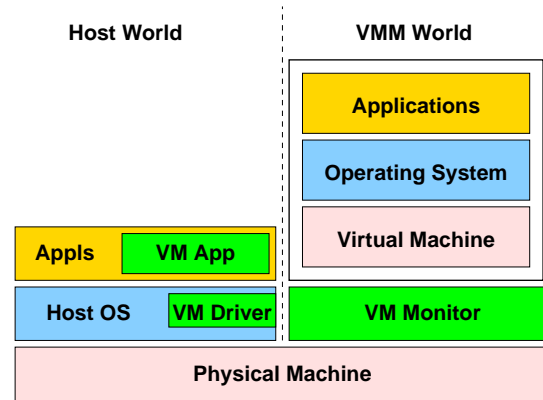 Host World
VMM World
Applications
Operating System
Virtual Machine
Appls
VM App
Host OS
VM Driver
VM Monitor
Physical Machine